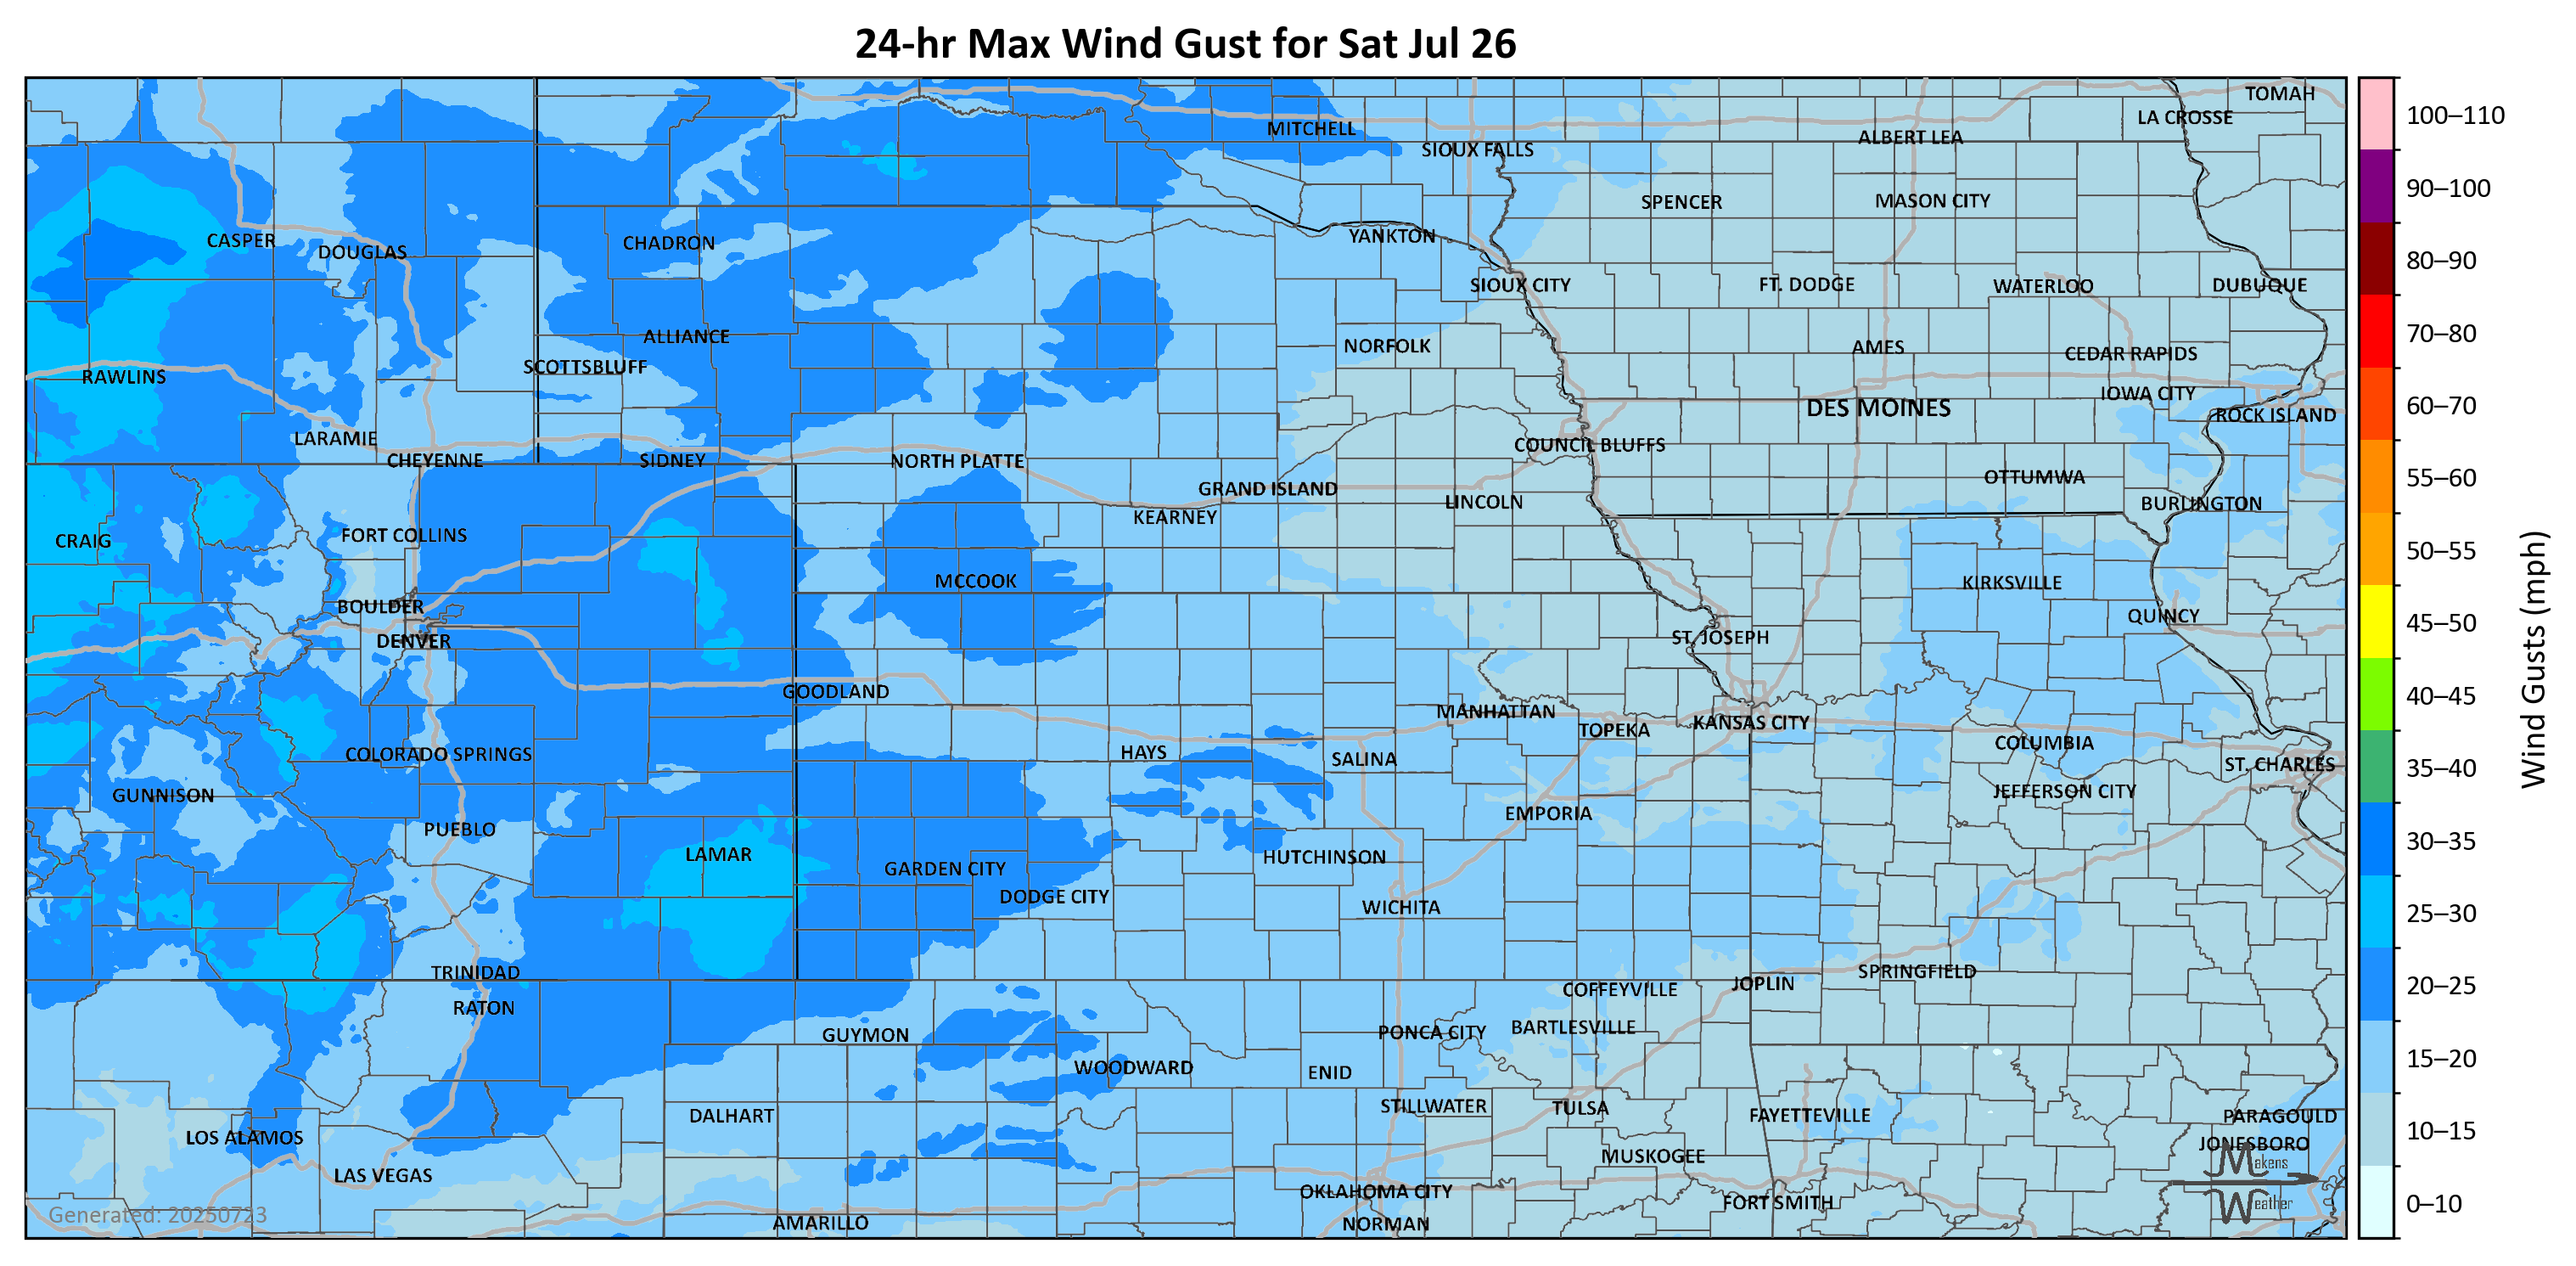 24-hr Max Wind Gust for Sat Jul 26
TOMAH
LA CROSSE
MITCHELL
ALBERT LEA
SIOUX FALLS
SPENCER
MASON CITY
CASPER
CHADRON
YANKTON
DOUGLAS
SIOUX CITY
FT. DODGE
WATERLOO
DUBUQUE
ALLIANCE
NORFOLK
AMES
CEDAR RAPIDS
SCOTTSBLUFF
RAWLINS
IOWA CITY
DES MOINES
ROCK ISLAND
LARAMIE
COUNCIL BLUFFS
CHEYENNE
SIDNEY
NORTH PLATTE
OTTUMWA
GRAND ISLAND
LINCOLN
BURLINGTON
KEARNEY
FORT COLLINS
CRAIG
MCCOOK
KIRKSVILLE
BOULDER
QUINCY
DENVER
ST. JOSEPH
GOODLAND
MANHATTAN
TOPEKA
KANSAS CITY
COLUMBIA
COLORADO SPRINGS
HAYS
SALINA
ST. CHARLES
GUNNISON
JEFFERSON CITY
EMPORIA
PUEBLO
LAMAR
HUTCHINSON
GARDEN CITY
DODGE CITY
WICHITA
TRINIDAD
SPRINGFIELD
JOPLIN
COFFEYVILLE
RATON
BARTLESVILLE
PONCA CITY
GUYMON
WOODWARD
ENID
STILLWATER
TULSA
DALHART
FAYETTEVILLE
PARAGOULD
LOS ALAMOS
JONESBORO
MUSKOGEE
LAS VEGAS
OKLAHOMA CITY
FORT SMITH
AMARILLO
NORMAN
Generated: 20250723
Makens
Weather
100–110
90–100
80–90
70–80
60–70
55–60
50–55
45–50
40–45
35–40
30–35
25–30
20–25
15–20
10–15
0–10
Wind Gusts (mph)